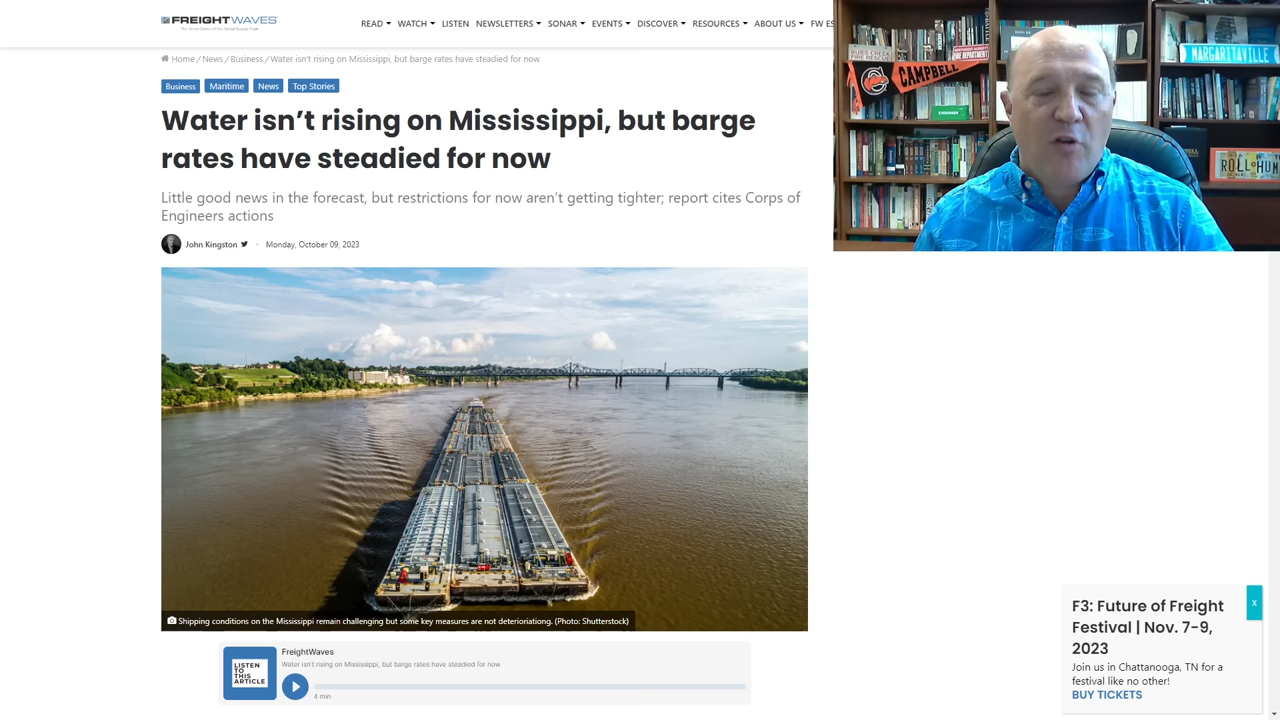 FREIGHTWAVES
READ WATCH LISTEN NEWSLETTERS SONAR EVENTS DISCOVER RESOURCES ABOUT US FW ES
Home / News / Business / Water isn't rising on Mississippi, but barge rates have steadied for now
Business Maritime News Top Stories
Water isn’t rising on Mississippi, but barge
rates have steadied for now
Little good news in the forecast, but restrictions for now aren’t getting tighter; report cites Corps of
Engineers actions
John Kingston · Monday, October 09, 2023
CAMPBELL
MARGARITAVILLE
Shipping conditions on the Mississippi remain challenging but some key measures are not deteriorationg. (Photo: Shutterstock)
LISTEN
TO
THIS
ARTICLE
FreightWaves
Water isn't rising on Mississippi, but barge rates have steadied for now
4 min
F3: Future of Freight
Festival | Nov. 7-9,
2023
X
Join us in Chattanooga, TN for a
festival like no other!
BUY TICKETS